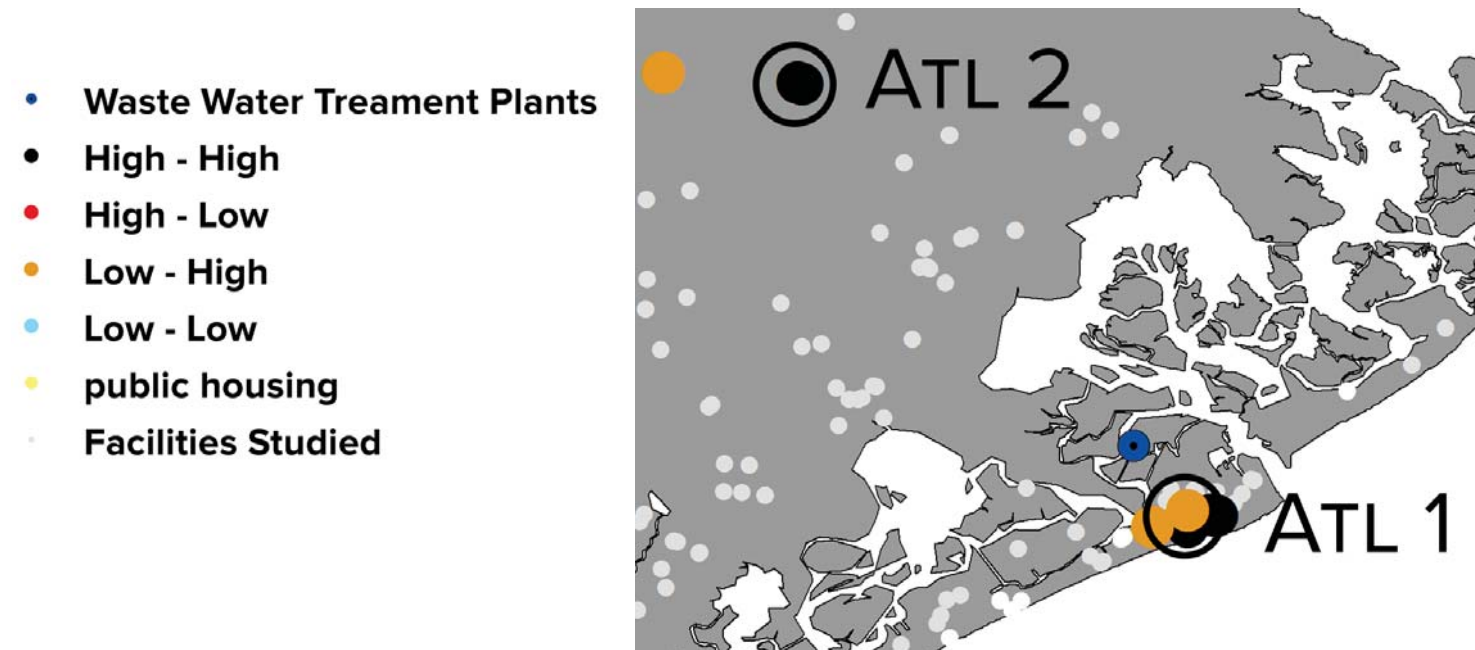 Waste Water Treament Plants
High - High
High - Low
Low - High
Low - Low
public housing
Facilities Studied
ATL 2
ATL 1